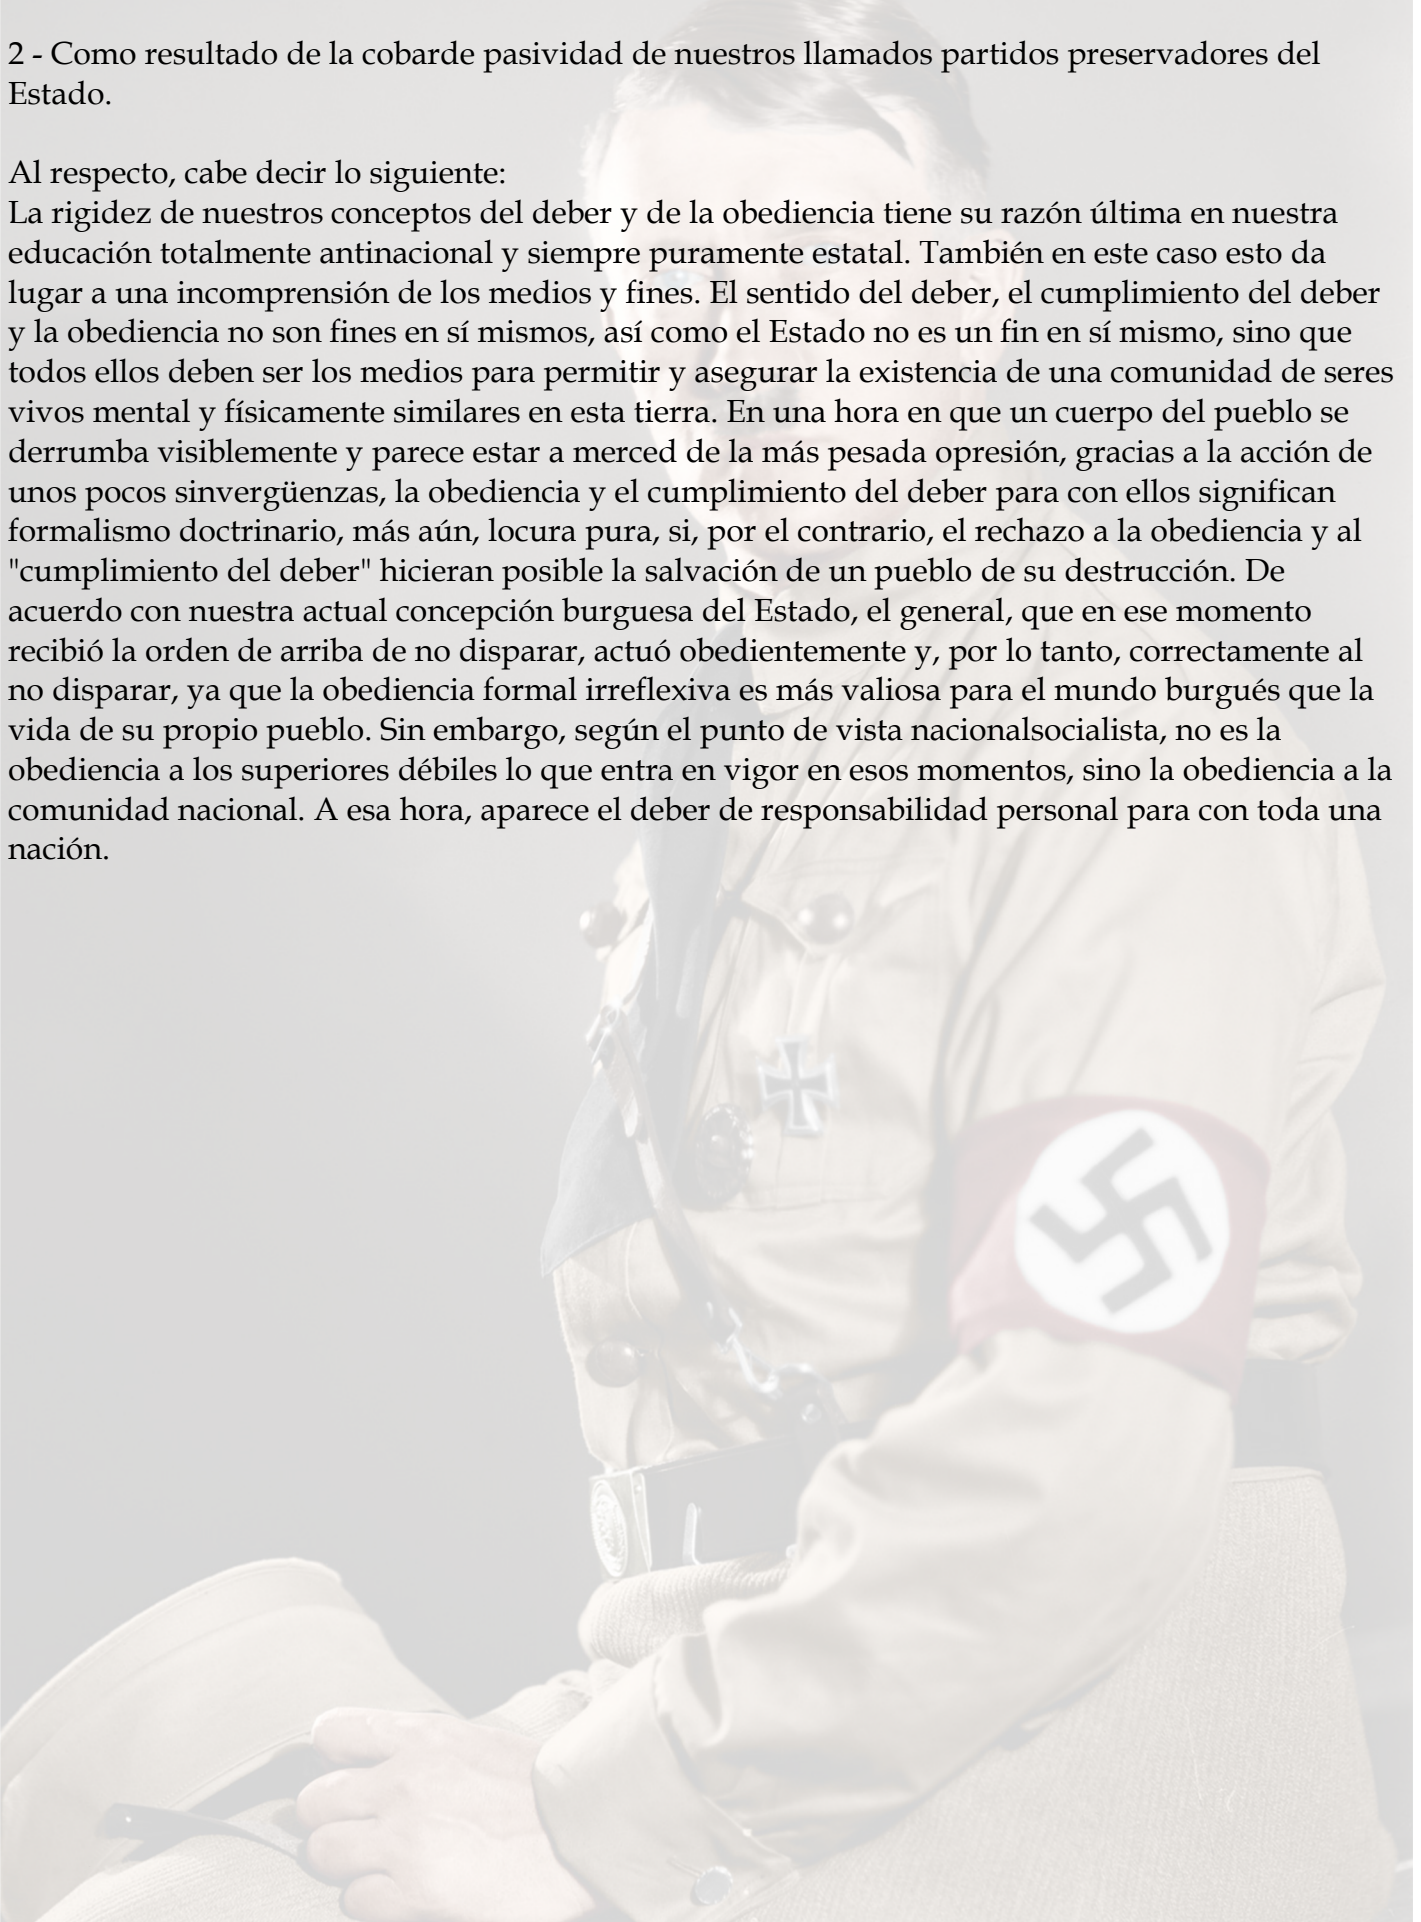 2 - Como resultado de la cobarde pasividad de nuestros llamados partidos preservadores del
Estado.
Al respecto, cabe decir lo siguiente:
La rigidez de nuestros conceptos del deber y de la obediencia tiene su razón última en nuestra
educación totalmente antinacional y siempre puramente estatal. También en este caso esto da
lugar a una incomprensión de los medios y fines. El sentido del deber, el cumplimiento del deber
y la obediencia no son fines en sí mismos, así como el Estado no es un fin en sí mismo, sino que
todos ellos deben ser los medios para permitir y asegurar la existencia de una comunidad de seres
vivos mental y físicamente similares en esta tierra. En una hora en que un cuerpo del pueblo se
derrumba visiblemente y parece estar a merced de la más pesada opresión, gracias a la acción de
unos pocos sinvergüenzas, la obediencia y el cumplimiento del deber para con ellos significan
formalismo doctrinario, más aún, locura pura, si, por el contrario, el rechazo a la obediencia y al
"cumplimiento del deber" hicieran posible la salvación de un pueblo de su destrucción. De
acuerdo con nuestra actual concepción burguesa del Estado, el general, que en ese momento
recibió la orden de arriba de no disparar, actuó obedientemente y, por lo tanto, correctamente al
no disparar, ya que la obediencia formal irreflexiva es más valiosa para el mundo burgués que la
vida de su propio pueblo. Sin embargo, según el punto de vista nacionalsocialista, no es la
obediencia a los superiores débiles lo que entra en vigor en esos momentos, sino la obediencia a la
comunidad nacional. A esa hora, aparece el deber de responsabilidad personal para con toda una
nación.